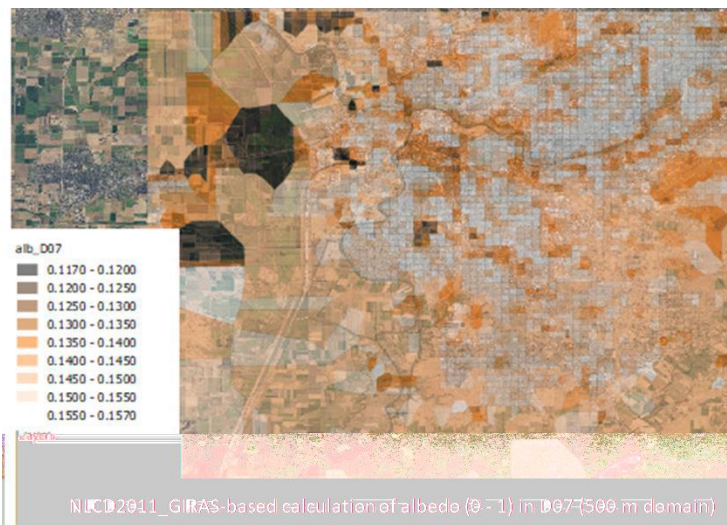 alb_D07
0.1170 - 0.1200
0.1200 - 0.1250
0.1250 - 0.1300
0.1300 - 0.1350
0.1350 - 0.1400
0.1400 - 0.1450
0.1450 - 0.1500
0.1500 - 0.1550
0.1550 - 0.1570
Layers
NLCD2011_GIRAS-based calculation of albedo (0 - 1) in D07 (500 m domain)